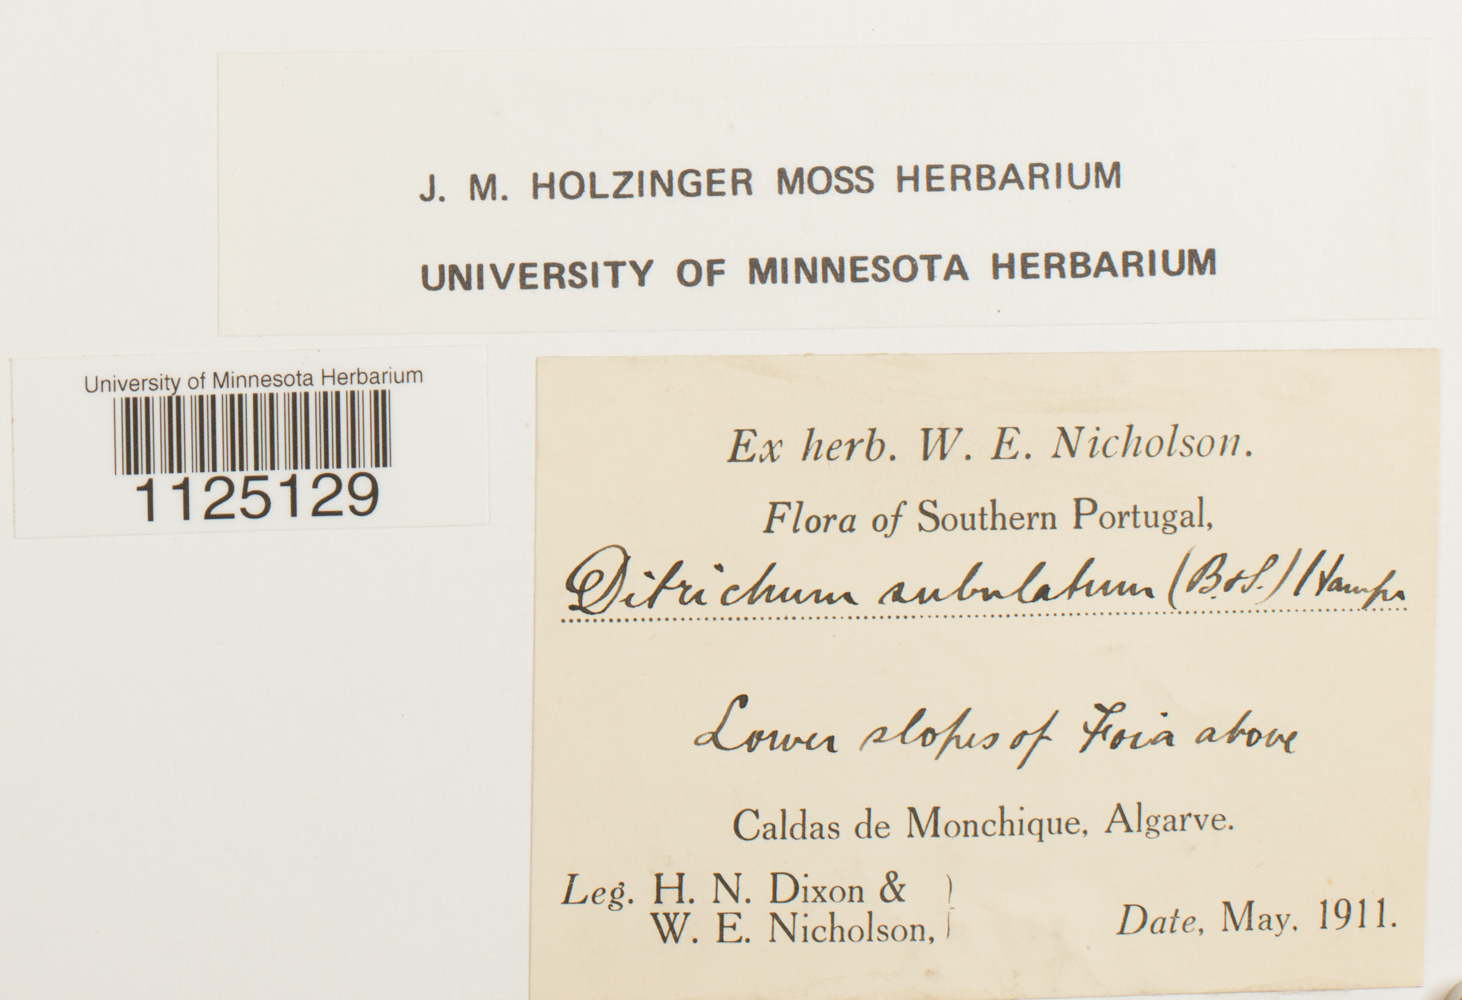 J. M. HOLZINGER MOSS HERBARIUM
UNIVERSITY OF MINNESOTA HERBARIUM
University of Minnesota Herbarium
1125129
Ex herb. W. E. Nicholson.
Flora of Southern Portugal,
Ditrichum subulatum (B.&S.) Hampe
Lower slopes of Foia above
Caldas de Monchique, Algarve.
Leg. H. N. Dixon &
W. E. Nicholson,
Date, May, 1911.